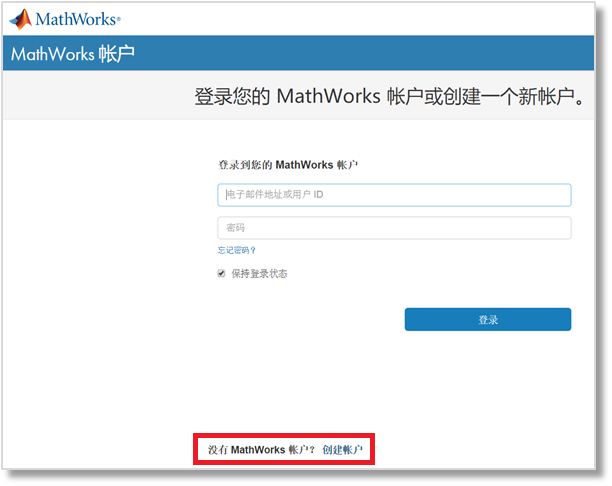 MathWorks®
MathWorks 帐户
登录您的 MathWorks 帐户或创建一个新帐户。
登录到您的 MathWorks 帐户
电子邮件地址或用户 ID
密码
忘记密码？
保持登录状态
登录
没有 MathWorks 帐户？ 创建帐户